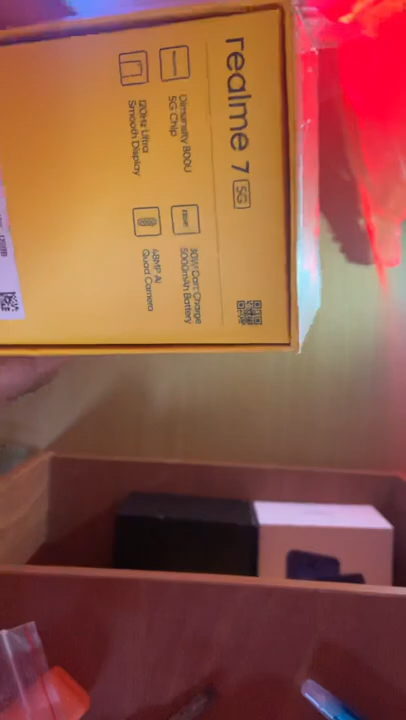 realme 7 5G
Dimensity 800U
5G Chip
30W Dart Charge
5000mAh Battery
120Hz Ultra
Smooth Display
48MP AI
Quad Camera